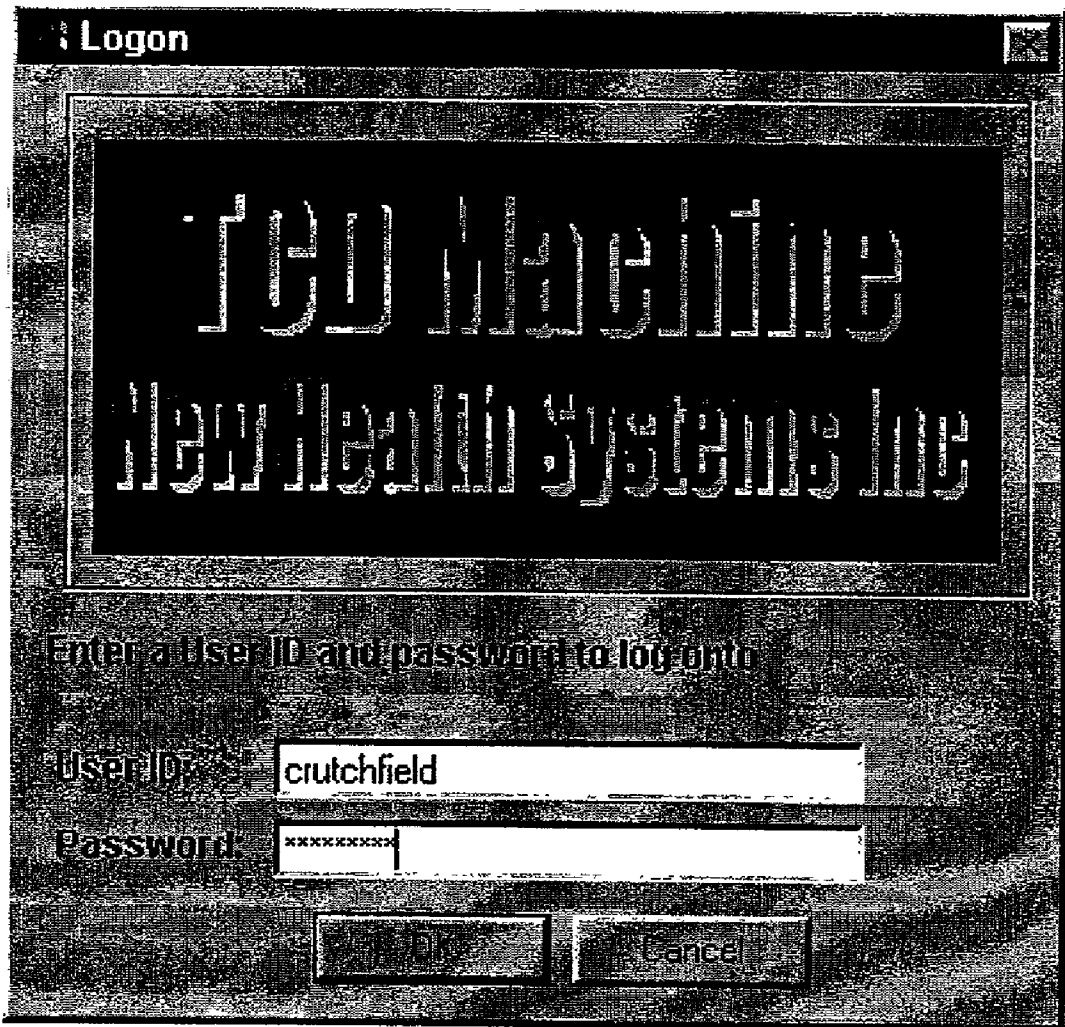 Logon
TCD Machine
New Health Systems Inc
Enter a User ID and password to log onto
User ID: crutchfield
Password: *********
OK Cancel